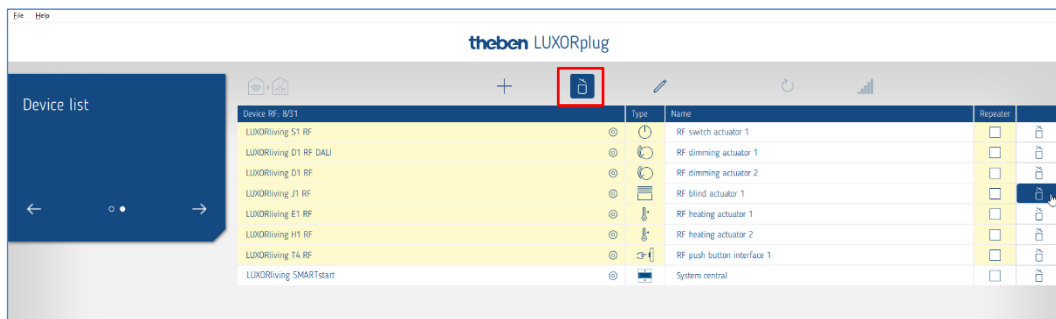 File Help
theben LUXORplug
Device list
Device RF: 8/31 Type Name Repeater
LUXORliving S1 RF RF switch actuator 1
LUXORliving D1 RF DALI RF dimming actuator 1
LUXORliving D1 RF RF dimming actuator 2
LUXORliving J1 RF RF blind actuator 1
LUXORliving E1 RF RF heating actuator 1
LUXORliving H1 RF RF heating actuator 2
LUXORliving T4 RF RF push button interface 1
LUXORliving SMARTstart System central